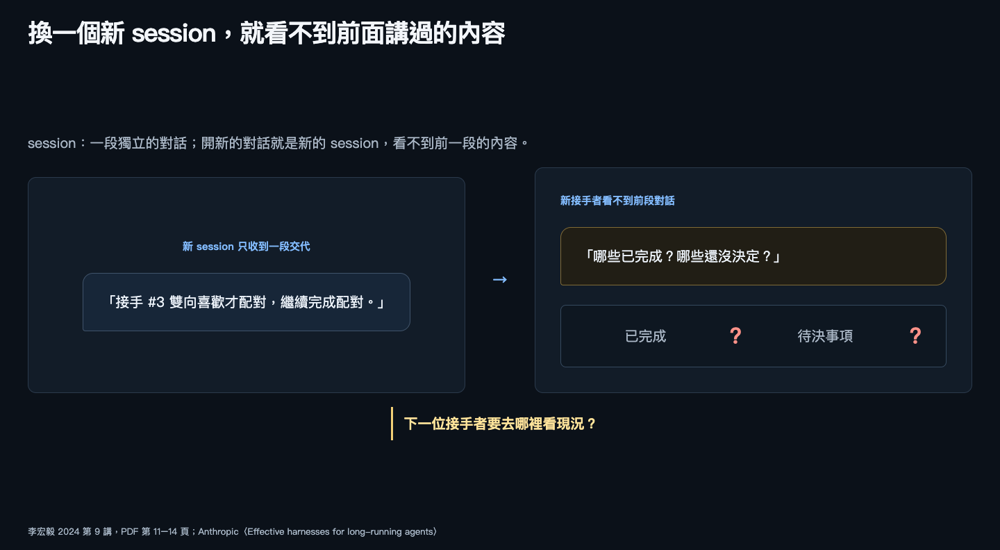 換一個新 session，就看不到前面講過的內容
session：一段獨立的對話；開新的對話就是新的 session，看不到前一段的內容。
新 session 只收到一段交代
「接手 #3 雙向喜歡才配對，繼續完成配對。」
→
新接手者看不到前段對話
「哪些已完成？哪些還沒決定？」
已完成 ❓ 待決事項 ❓
下一位接手者要去哪裡看現況？
李宏毅 2024 第 9 講，PDF 第 11–14 頁；Anthropic〈Effective harnesses for long-running agents〉